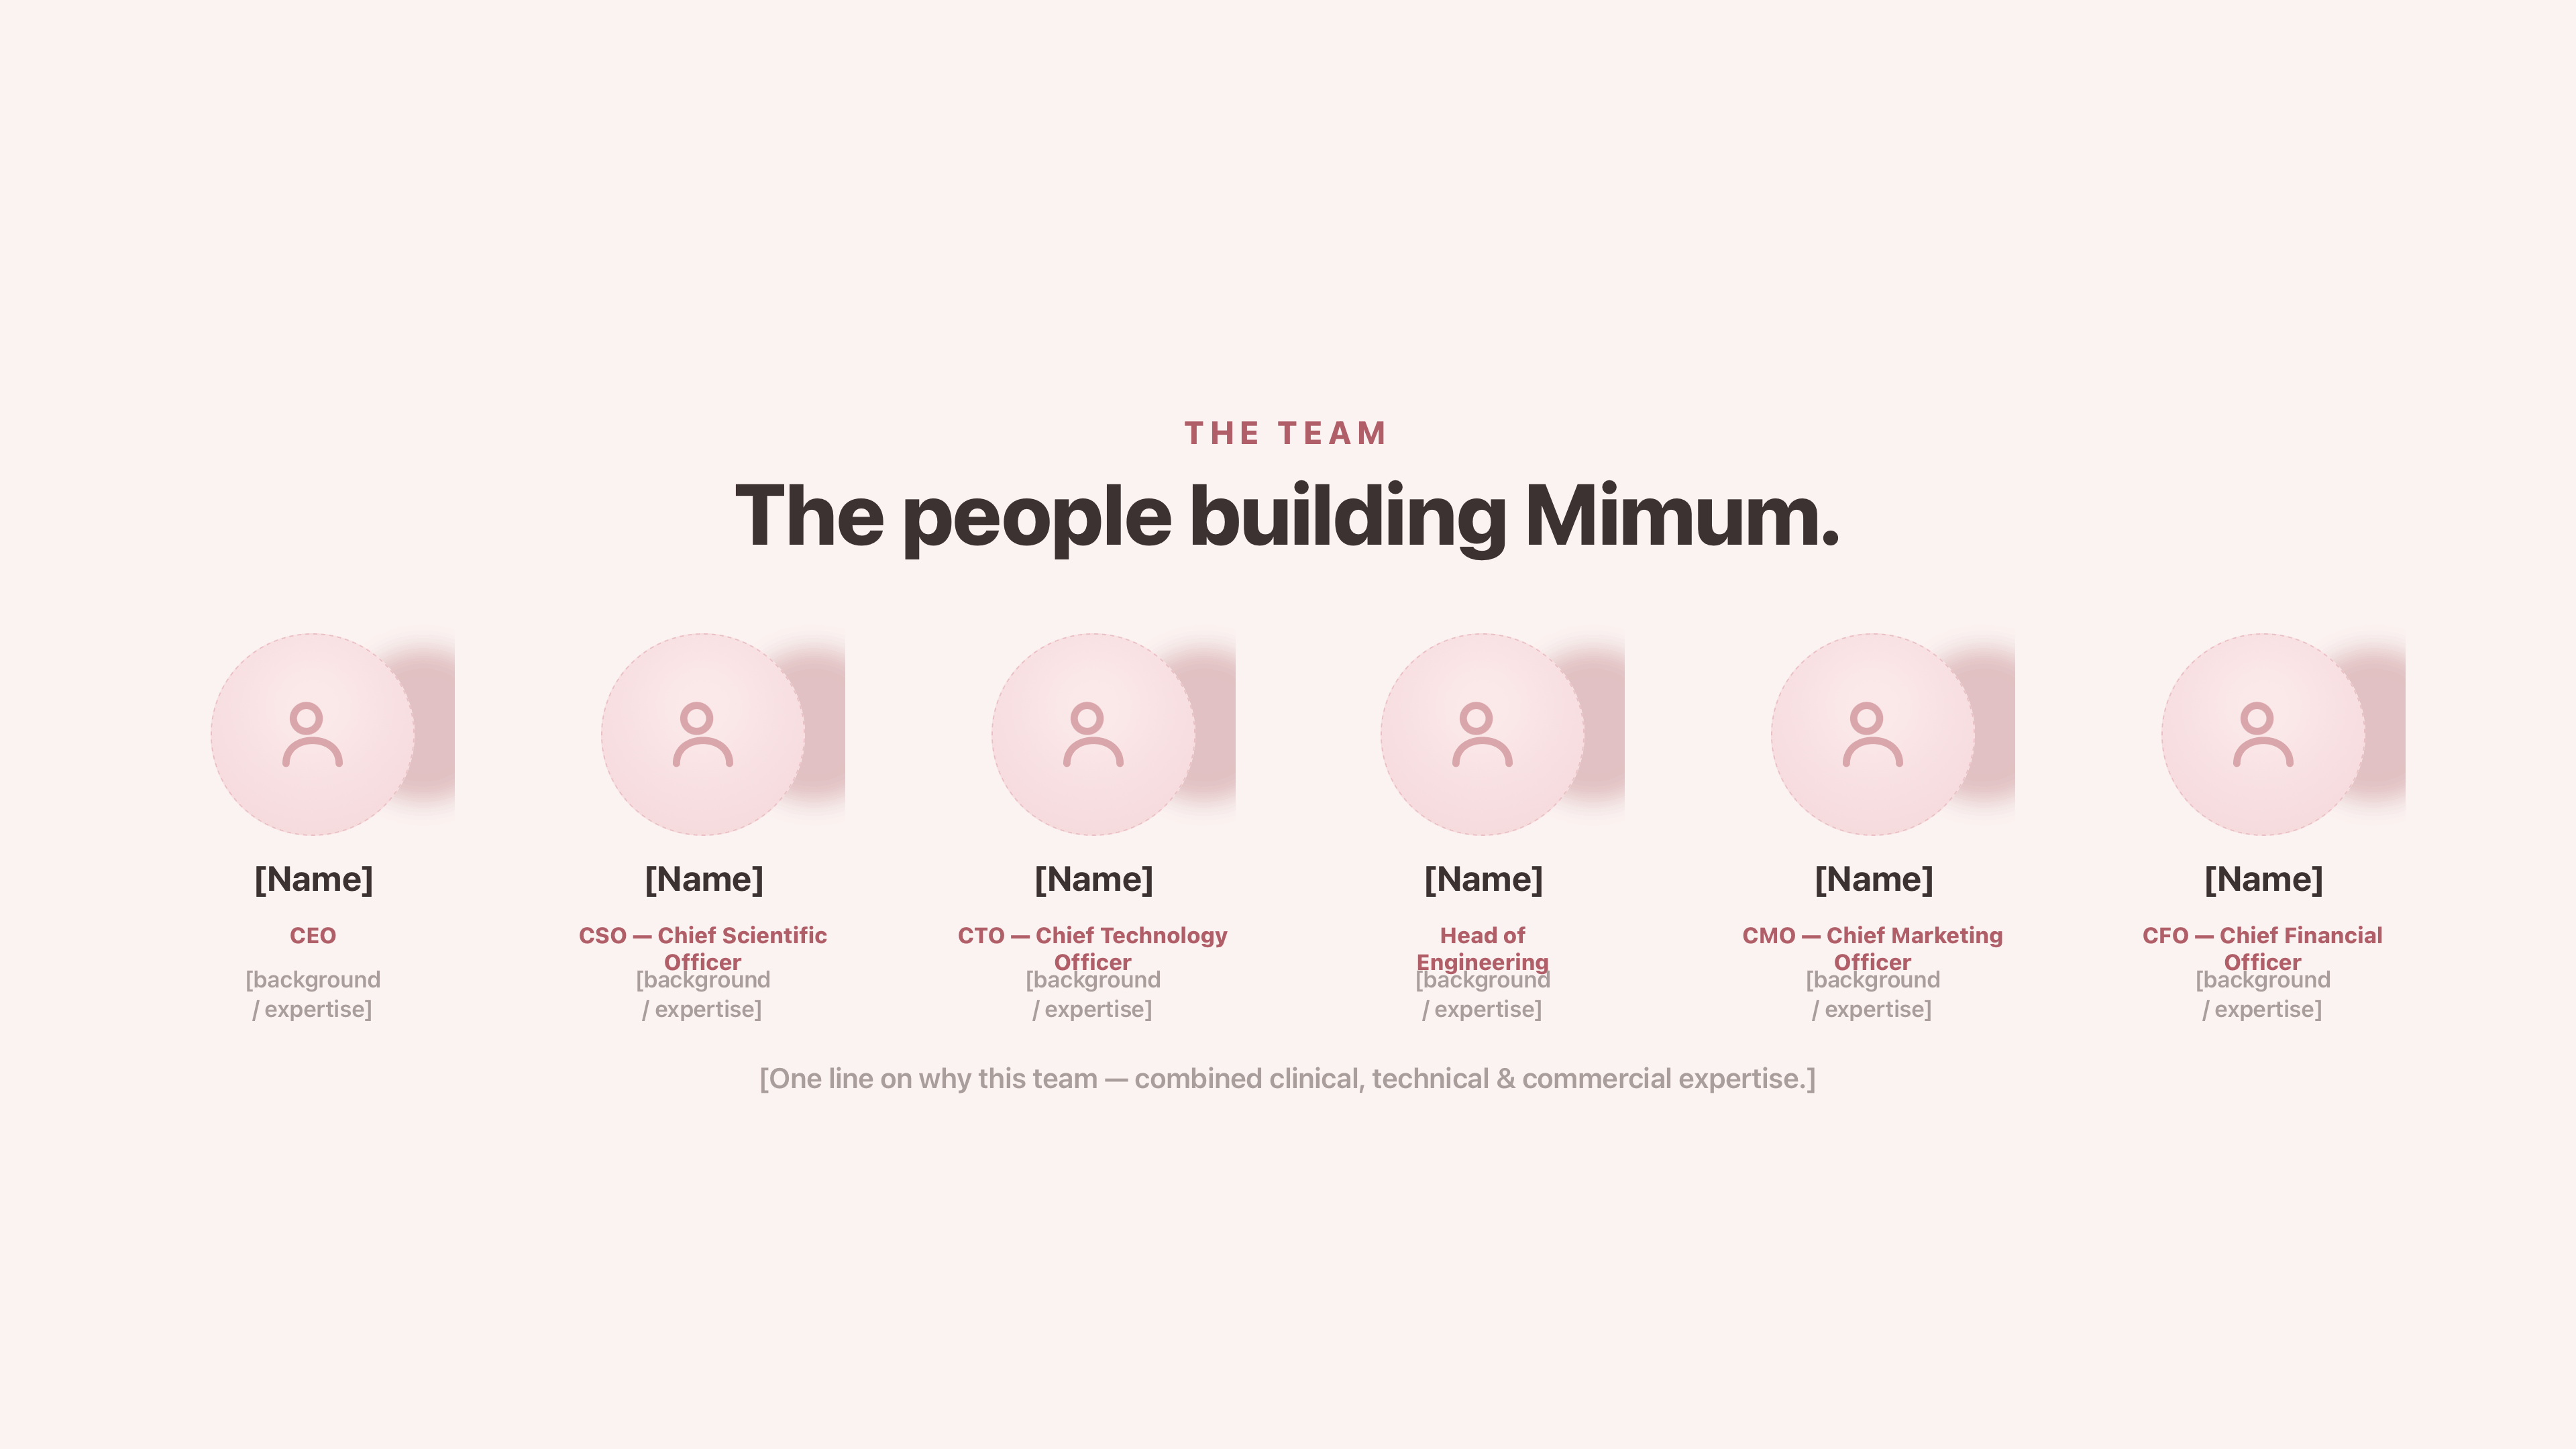 THE TEAM
The people building Mimum.
[Name]
CEO
[background
/ expertise]
[Name]
CSO — Chief Scientific
Officer
[background
/ expertise]
[Name]
CTO — Chief Technology
Officer
[background
/ expertise]
[Name]
Head of
Engineering
[background
/ expertise]
[Name]
CMO — Chief Marketing
Officer
[background
/ expertise]
[Name]
CFO — Chief Financial
Officer
[background
/ expertise]
[One line on why this team — combined clinical, technical & commercial expertise.]